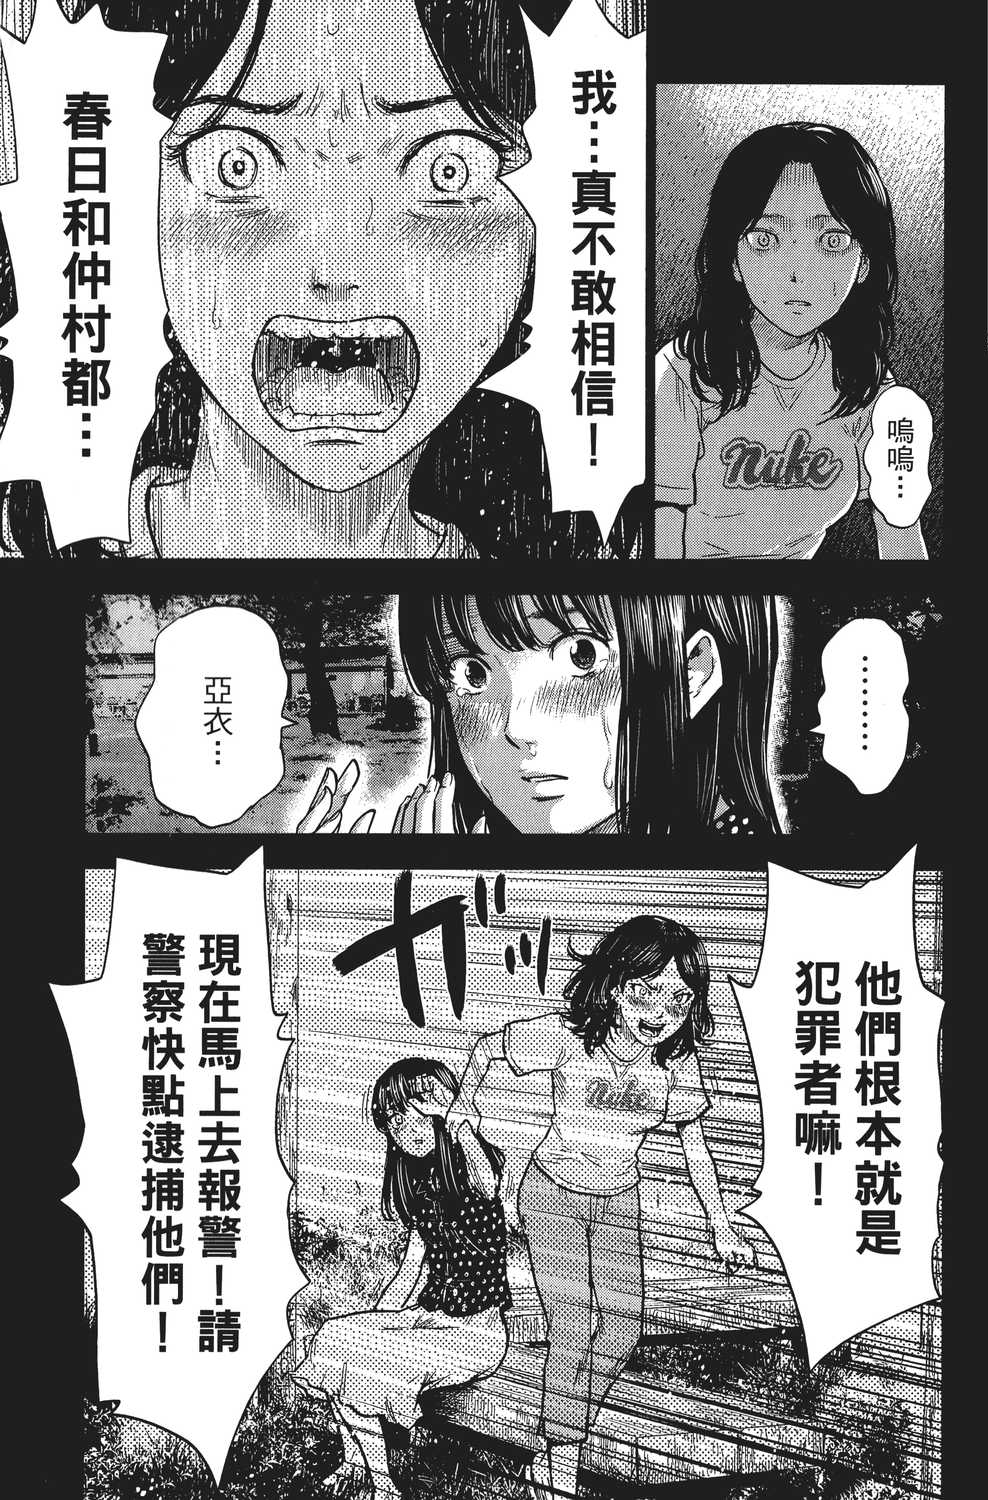 嗚
嗚…
Nuke
我…真不敢相信！
春日和仲村都…
………
亞
衣…
他們根本就是
犯罪者嘛！
ガッ
Nuke
現在馬上去報警！請
警察快點逮捕他們！